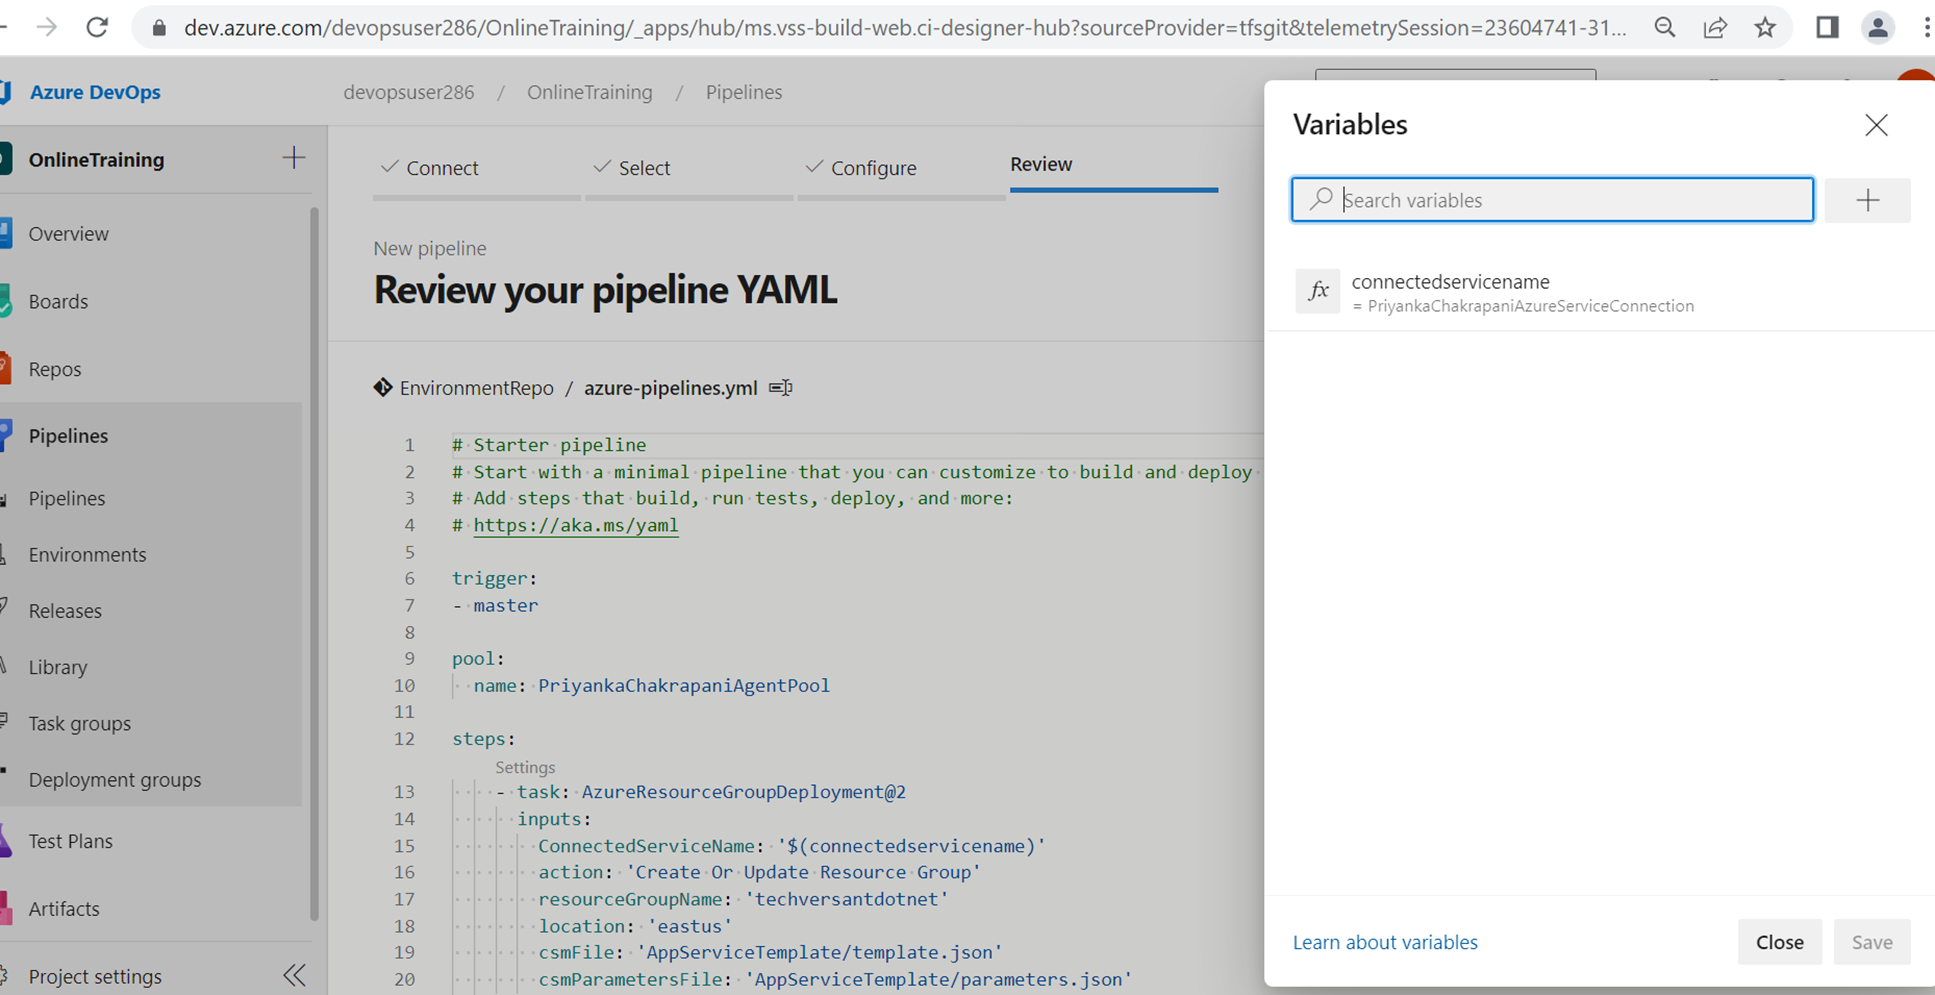 dev.azure.com/devopsuser286/OnlineTraining/_apps/hub/ms.vss-build-web.ci-designer-hub?sourceProvider=tfsgit&telemetrySession=23604741-31...
Azure DevOps
devopsuser286 / OnlineTraining / Pipelines
OnlineTraining
Overview
Boards
Repos
Pipelines
Pipelines
Environments
Releases
Library
Task groups
Deployment groups
Test Plans
Artifacts
Project settings
Connect
Select
Configure
Review
New pipeline
Review your pipeline YAML
EnvironmentRepo / azure-pipelines.yml
1 # Starter pipeline
2 # Start with a minimal pipeline that you can customize to build and deploy
3 # Add steps that build, run tests, deploy, and more:
4 # https://aka.ms/yaml
5
6 trigger:
7 - master
8
9 pool:
10 name: PriyankaChakrapaniAgentPool
11
12 steps:
Settings
13 - task: AzureResourceGroupDeployment@2
14 inputs:
15 ConnectedServiceName: '$(connectedservicename)'
16 action: 'Create Or Update Resource Group'
17 resourceGroupName: 'techversantdotnet'
18 location: 'eastus'
19 csmFile: 'AppServiceTemplate/template.json'
20 csmParametersFile: 'AppServiceTemplate/parameters.json'
Variables
Search variables
fx
connectedservicename
= PriyankaChakrapaniAzureServiceConnection
Learn about variables
Close
Save